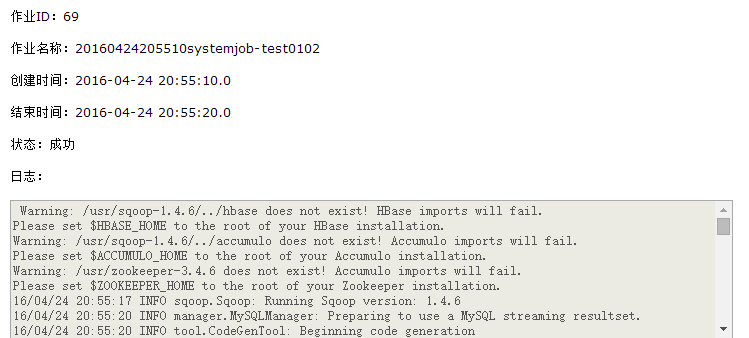 作业ID：69
作业名称：20160424205510systemjob-test0102
创建时间：2016-04-24 20:55:10.0
结束时间：2016-04-24 20:55:20.0
状态：成功
日志：
Warning: /usr/sqoop-1.4.6/../hbase does not exist! HBase imports will fail.
Please set $HBASE_HOME to the root of your HBase installation.
Warning: /usr/sqoop-1.4.6/../accumulo does not exist! Accumulo imports will fail.
Please set $ACCUMULO_HOME to the root of your Accumulo installation.
Warning: /usr/zookeeper-3.4.6 does not exist! Accumulo imports will fail.
Please set $ZOOKEEPER_HOME to the root of your Zookeeper installation.
16/04/24 20:55:17 INFO sqoop.Sqoop: Running Sqoop version: 1.4.6
16/04/24 20:55:20 INFO manager.MySQLManager: Preparing to use a MySQL streaming resultset.
16/04/24 20:55:20 INFO tool.CodeGenTool: Beginning code generation